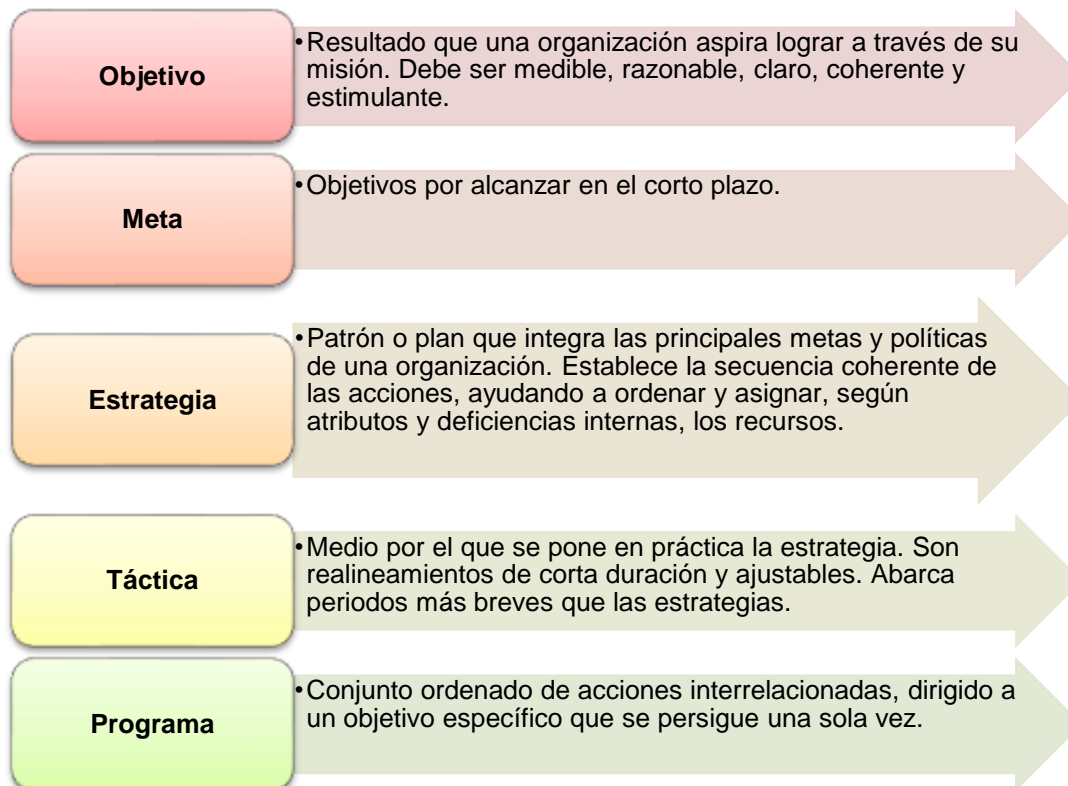 Objetivo
•Resultado que una organización aspira lograr a través de su
misión. Debe ser medible, razonable, claro, coherente y
estimulante.
Meta
•Objetivos por alcanzar en el corto plazo.
Estrategia
•Patrón o plan que integra las principales metas y políticas
de una organización. Establece la secuencia coherente de
las acciones, ayudando a ordenar y asignar, según
atributos y deficiencias internas, los recursos.
Táctica
•Medio por el que se pone en práctica la estrategia. Son
realineamientos de corta duración y ajustables. Abarca
periodos más breves que las estrategias.
Programa
•Conjunto ordenado de acciones interrelacionadas, dirigido a
un objetivo específico que se persigue una sola vez.